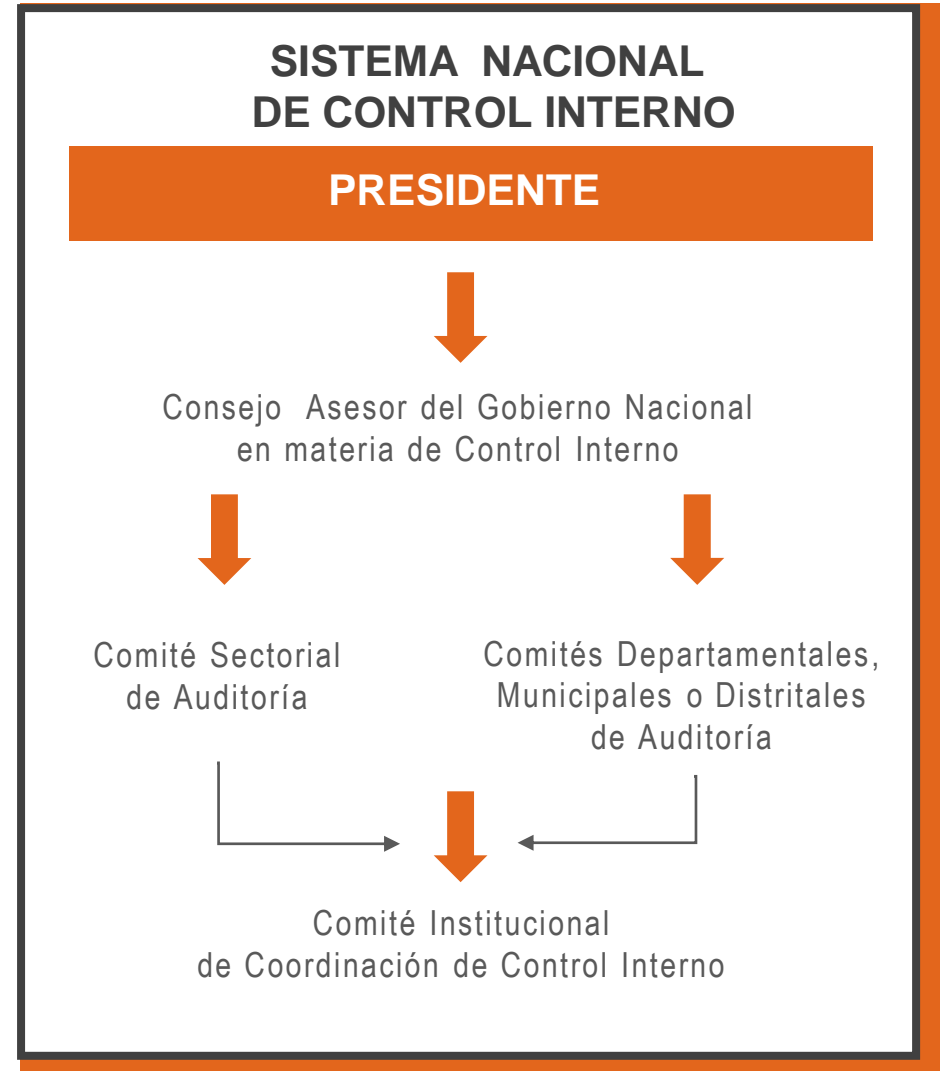 SISTEMA NACIONAL
DE CONTROL INTERNO
PRESIDENTE
Consejo Asesor del Gobierno Nacional
en materia de Control Interno
Comité Sectorial
de Auditoría
Comités Departamentales,
Municipales o Distritales
de Auditoría
Comité Institucional
de Coordinación de Control Interno